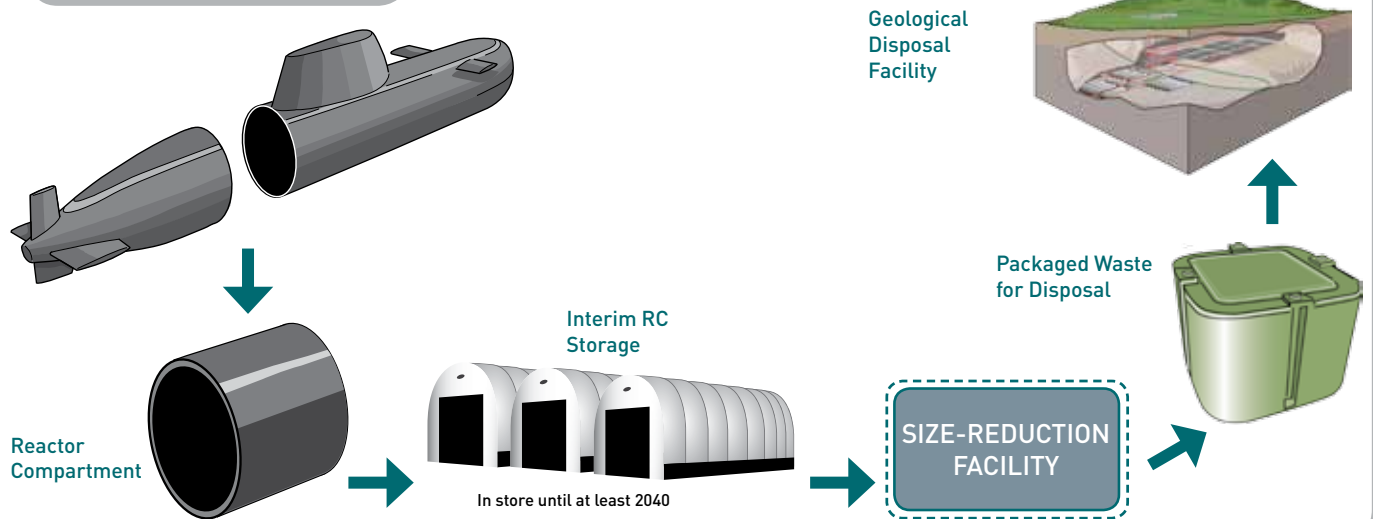 Geological
Disposal
Facility
Packaged Waste
for Disposal
Interim RC
Storage
Reactor
Compartment
In store until at least 2040
SIZE-REDUCTION
FACILITY